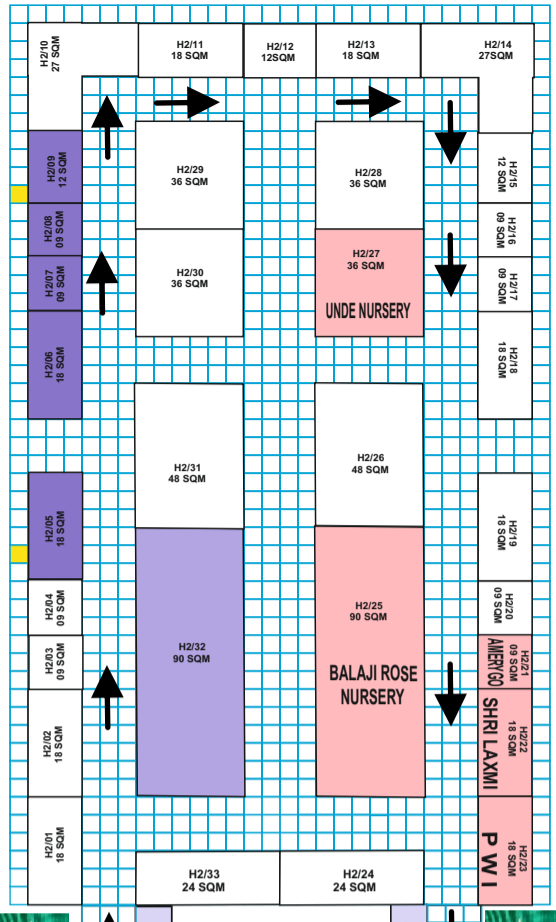 H2/10
27 SQM
H2/11
18 SQM
H2/12
12SQM
H2/13
18 SQM
H2/14
27SQM
H2/09
12 SQM
H2/29
36 SQM
H2/28
36 SQM
H2/15
12 SQM
H2/08
09 SQM
H2/16
09 SQM
H2/07
09 SQM
H2/30
36 SQM
H2/27
36 SQM
UNDE NURSERY
H2/17
09 SQM
H2/06
18 SQM
H2/18
18 SQM
H2/31
48 SQM
H2/26
48 SQM
H2/05
18 SQM
H2/19
18 SQM
H2/04
09 SQM
H2/20
09 SQM
H2/03
09 SQM
H2/32
90 SQM
H2/25
90 SQM
BALAJI ROSE
NURSERY
H2/21
09 SQM
AMERYGO
H2/02
18 SQM
H2/22
18 SQM
SHRI LAXMI
H2/01
18 SQM
H2/23
18 SQM
P W I
H2/33
24 SQM
H2/24
24 SQM